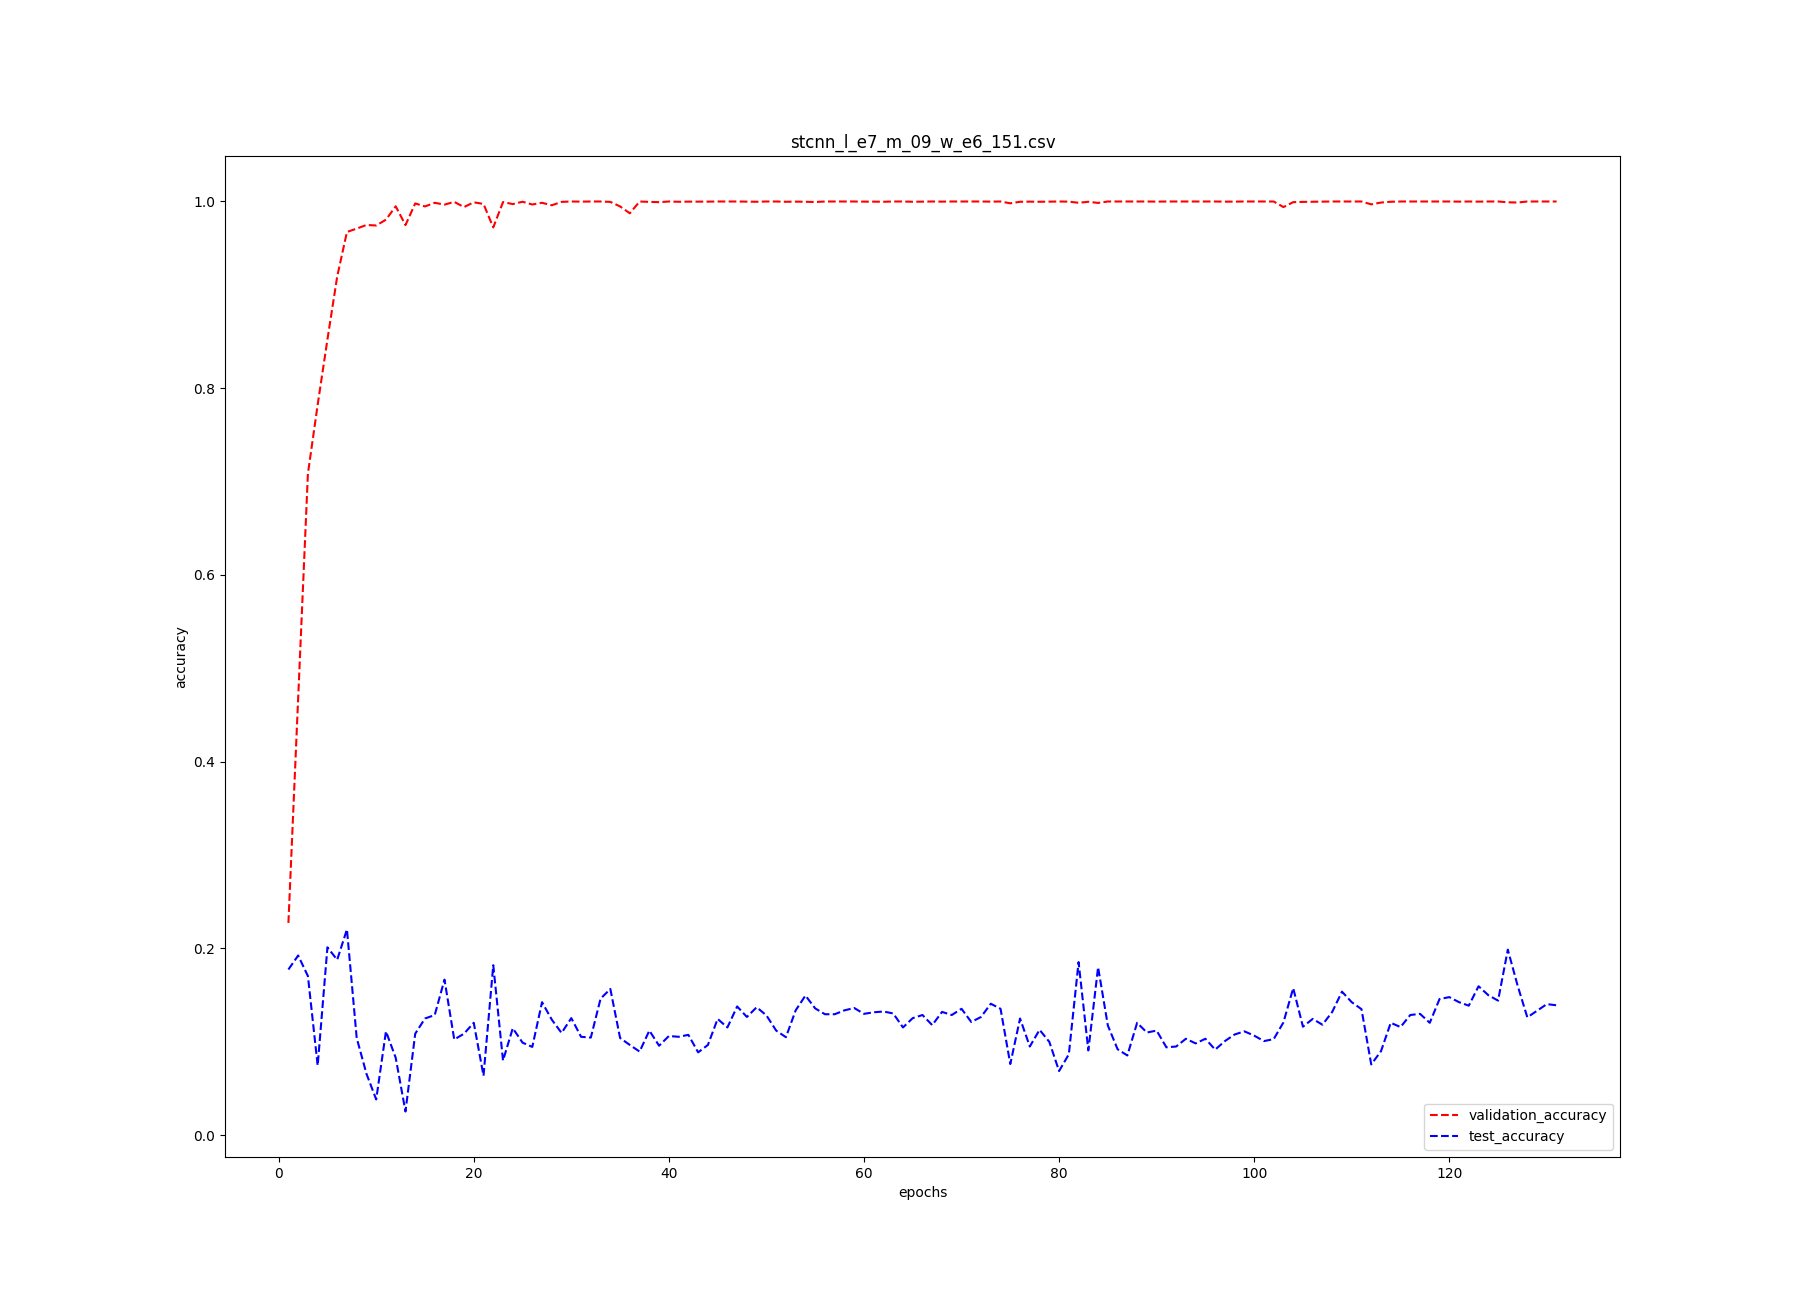 stcnn_l_e7_m_09_w_e6_151.csv
1.0
0.8
0.6
0.4
0.2
0.0
accuracy
0 20 40 60 80 100 120
epochs
validation_accuracy
test_accuracy